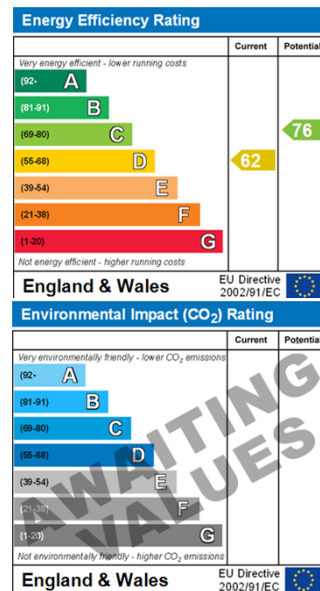 Energy Efficiency Rating
Current Potential
Very energy efficient - lower running costs
(92- A
(81-91) B
(69-80) C
(55-68) D
(39-54) E
(21-38) F
(1-20) G
62
76
Not energy efficient - higher running costs
England & Wales
EU Directive
2002/91/EC
Environmental Impact (CO₂) Rating
Current Potential
Very environmentally friendly - lower CO₂ emissions
(92- A
(81-91) B
(69-80) C
(55-68) D
(39-54) E
(21-38) F
(1-20) G
AWAITING
VALUES
Not environmentally friendly - higher CO₂ emissions
England & Wales
EU Directive
2002/91/EC